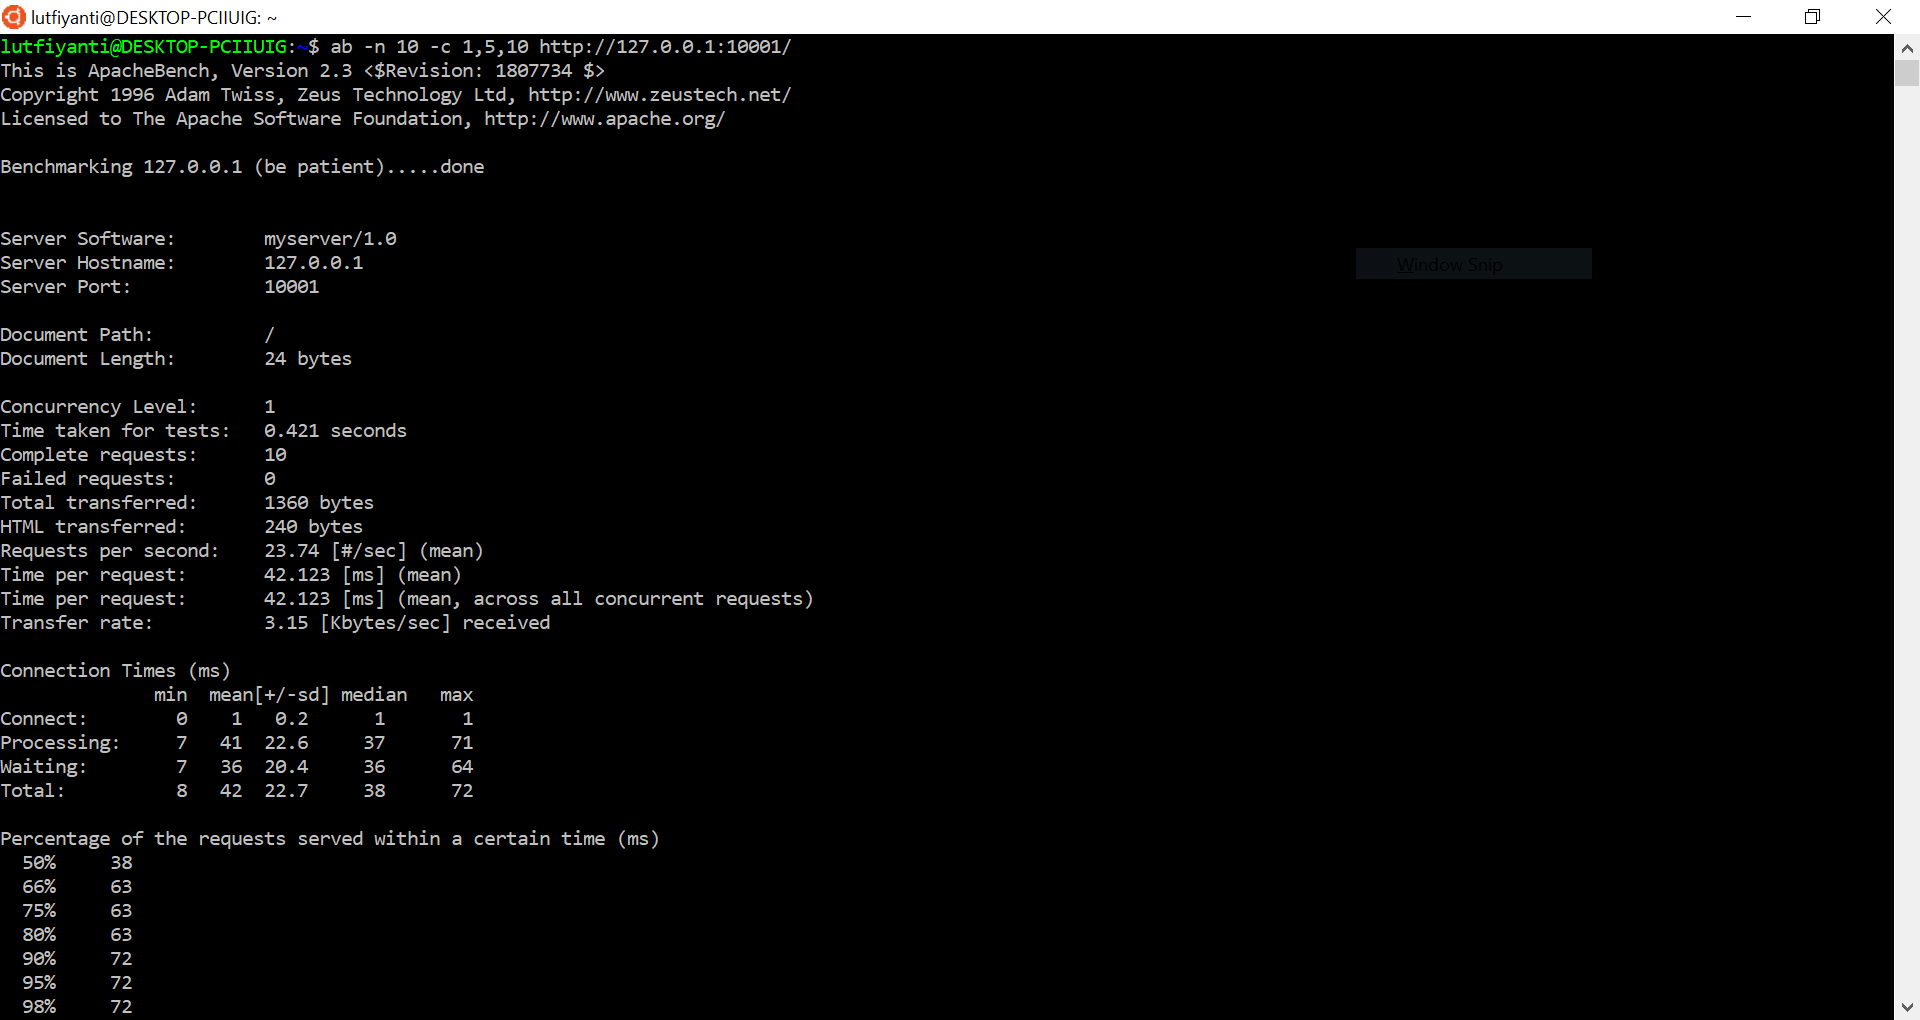 lutfiyanti@DESKTOP-PCIIUIG: ~
lutfiyanti@DESKTOP-PCIIUIG:~$ ab -n 10 -c 1,5,10 http://127.0.0.1:10001/
This is ApacheBench, Version 2.3 <$Revision: 1807734 $>
Copyright 1996 Adam Twiss, Zeus Technology Ltd, http://www.zeustech.net/
Licensed to The Apache Software Foundation, http://www.apache.org/
Benchmarking 127.0.0.1 (be patient).....done
Server Software:        myserver/1.0
Server Hostname:        127.0.0.1
Window Snip
Server Port:            10001
Document Path:          /
Document Length:        24 bytes
Concurrency Level:      1
Time taken for tests:   0.421 seconds
Complete requests:      10
Failed requests:        0
Total transferred:      1360 bytes
HTML transferred:       240 bytes
Requests per second:    23.74 [#/sec] (mean)
Time per request:       42.123 [ms] (mean)
Time per request:       42.123 [ms] (mean, across all concurrent requests)
Transfer rate:          3.15 [Kbytes/sec] received
Connection Times (ms)
              min  mean[+/-sd] median   max
Connect:        0    1   0.2      1       1
Processing:     7   41  22.6     37      71
Waiting:        7   36  20.4     36      64
Total:          8   42  22.7     38      72
Percentage of the requests served within a certain time (ms)
  50%     38
  66%     63
  75%     63
  80%     63
  90%     72
  95%     72
  98%     72